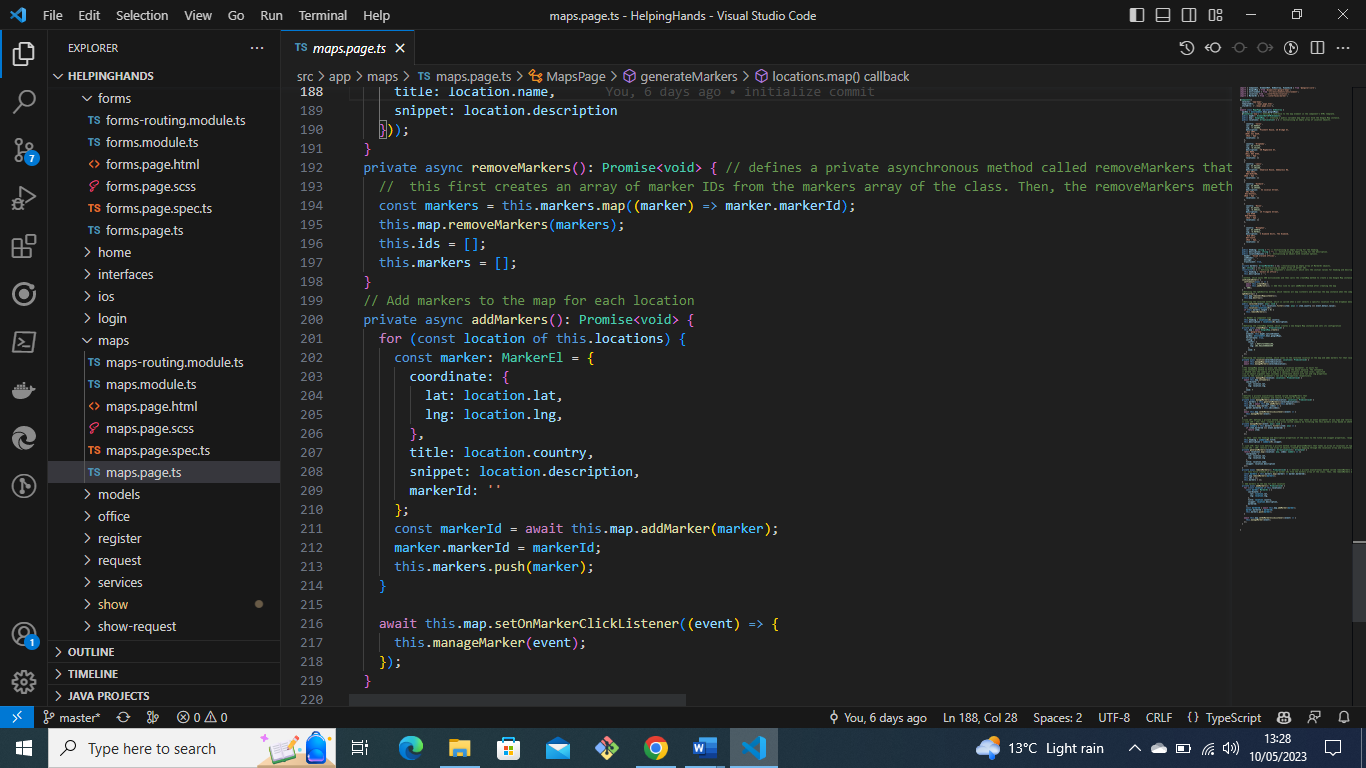 File Edit Selection View Go Run Terminal Help maps.page.ts - HelpingHands - Visual Studio Code
EXPLORER
HELPINGHANDS
forms
TS forms-routing.module.ts
TS forms.module.ts
<> forms.page.html
forms.page.scss
TS forms.page.spec.ts
TS forms.page.ts
home
interfaces
ios
login
maps
TS maps-routing.module.ts
TS maps.module.ts
<> maps.page.html
maps.page.scss
TS maps.page.spec.ts
TS maps.page.ts
models
office
register
request
services
show
show-request
OUTLINE
TIMELINE
JAVA PROJECTS
7
1
TS maps.page.ts
src > app > maps > TS maps.page.ts > MapsPage > generateMarkers > locations.map() callback
188 title: location.name, You, 6 days ago • initialize commit
189 snippet: location.description
190 }));
191 }
192 private async removeMarkers(): Promise<void> { // defines a private asynchronous method called removeMarkers that
193 // this first creates an array of marker IDs from the markers array of the class. Then, the removeMarkers meth
194 const markers = this.markers.map((marker) => marker.markerId);
195 this.map.removeMarkers(markers);
196 this.ids = [];
197 this.markers = [];
198 }
199 // Add markers to the map for each location
200 private async addMarkers(): Promise<void> {
201 for (const location of this.locations) {
202 const marker: MarkerEl = {
203 coordinate: {
204 lat: location.lat,
205 lng: location.lng,
206 },
207 title: location.country,
208 snippet: location.description,
209 markerId: ''
210 };
211 const markerId = await this.map.addMarker(marker);
212 marker.markerId = markerId;
213 this.markers.push(marker);
214 }
215
216 await this.map.setOnMarkerClickListener((event) => {
217 this.manageMarker(event);
218 });
219 }
220
master* 0 0 You, 6 days ago Ln 188, Col 28 Spaces: 2 UTF-8 CRLF {} TypeScript
Type here to search 13°C Light rain 13:28
10/05/2023